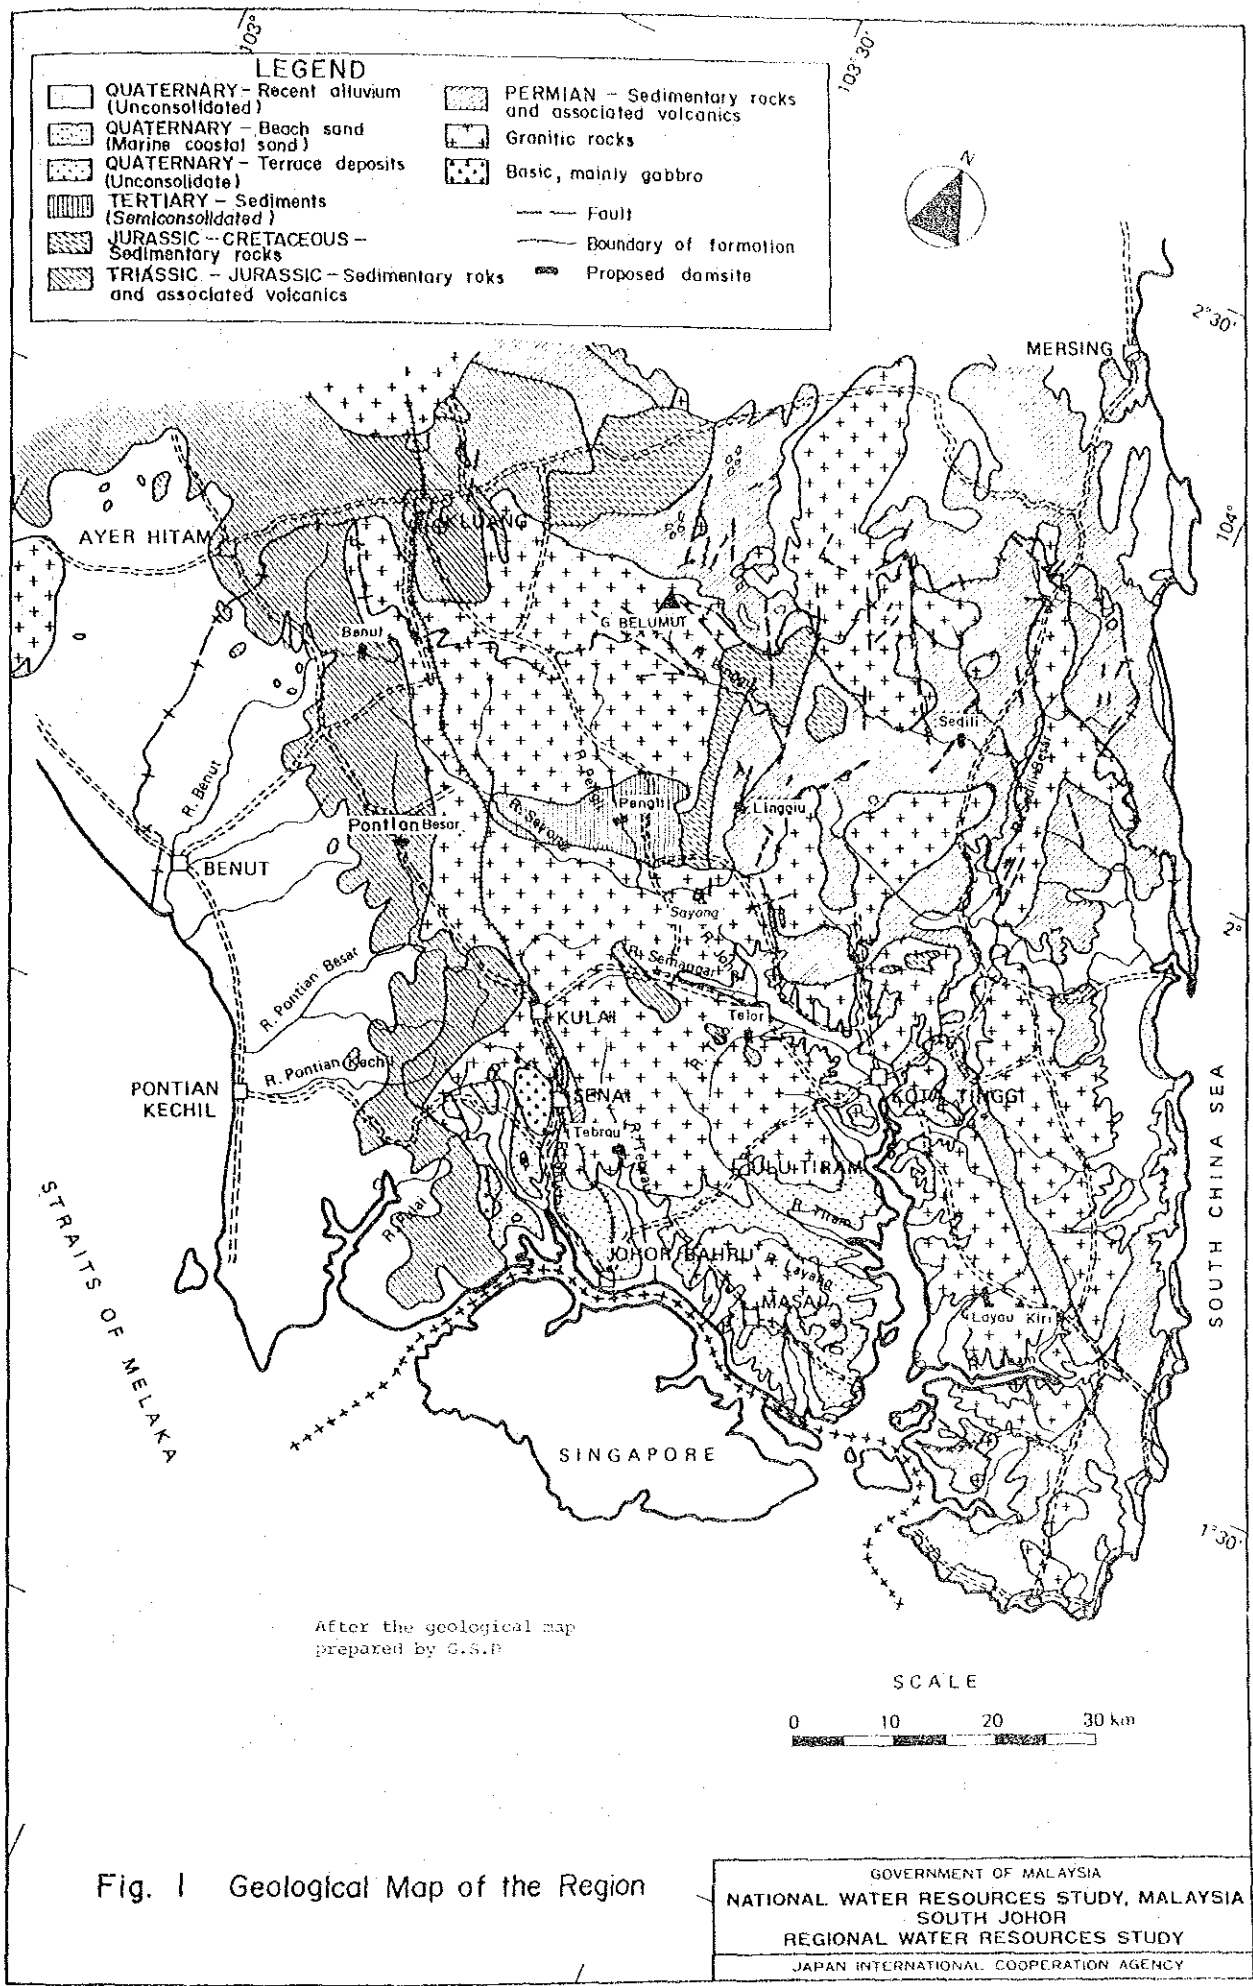 103°
103°30'
LEGEND
QUATERNARY - Recent alluvium
(Unconsolidated)
QUATERNARY - Beach sand
(Marine coastal sand)
QUATERNARY - Terrace deposits
(Unconsolidate)
TERTIARY - Sediments
(Semiconsolidated)
JURASSIC - CRETACEOUS -
Sedimentary rocks
TRIASSIC - JURASSIC - Sedimentary roks
and associated volcanics
PERMIAN - Sedimentary rocks
and associated volcanics
Granitic rocks
Basic, mainly gabbro
Fault
Boundary of formation
Proposed damsite
N
2°30'
MERSING
104°
AYER HITAM
KLUANG
G. BELUMUT
Benut
R. Linggiu
Sedili
R. Sedili Besar
R. Benut
R. Pengli
Pengli
Linggiu
R. Sayong
Pontian Besar
BENUT
Sayong
2°
R. Johor
R. Semangar
R. Pontian Besar
KULAI
Telor
R. Pontian Kechil
PONTIAN
KECHIL
SENAI
KOTA TINGGI
Tebrau
R. Tebrau
ULU TIRAM
R. Tiram
R. Pulai
JOHOR BAHRU
R. Layang
MASAI
Layau Kiri
STRAITS OF MELAKA
SOUTH CHINA SEA
SINGAPORE
1°30'
After the geological map
prepared by G.S.D
SCALE
0 10 20 30 km
Fig. 1 Geological Map of the Region
GOVERNMENT OF MALAYSIA
NATIONAL WATER RESOURCES STUDY, MALAYSIA
SOUTH JOHOR
REGIONAL WATER RESOURCES STUDY
JAPAN INTERNATIONAL COOPERATION AGENCY